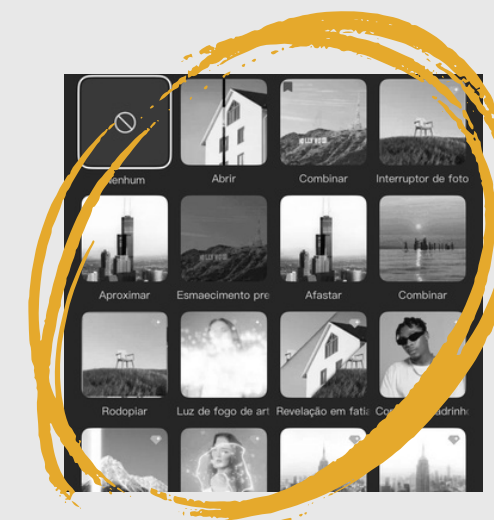 Nenhum
Abrir
Combinar
Interruptor de foto
Aproximar
Esmaecimento pre
Afastar
Combinar
Rodopiar
Luz de fogo de art
Revelação em fatia